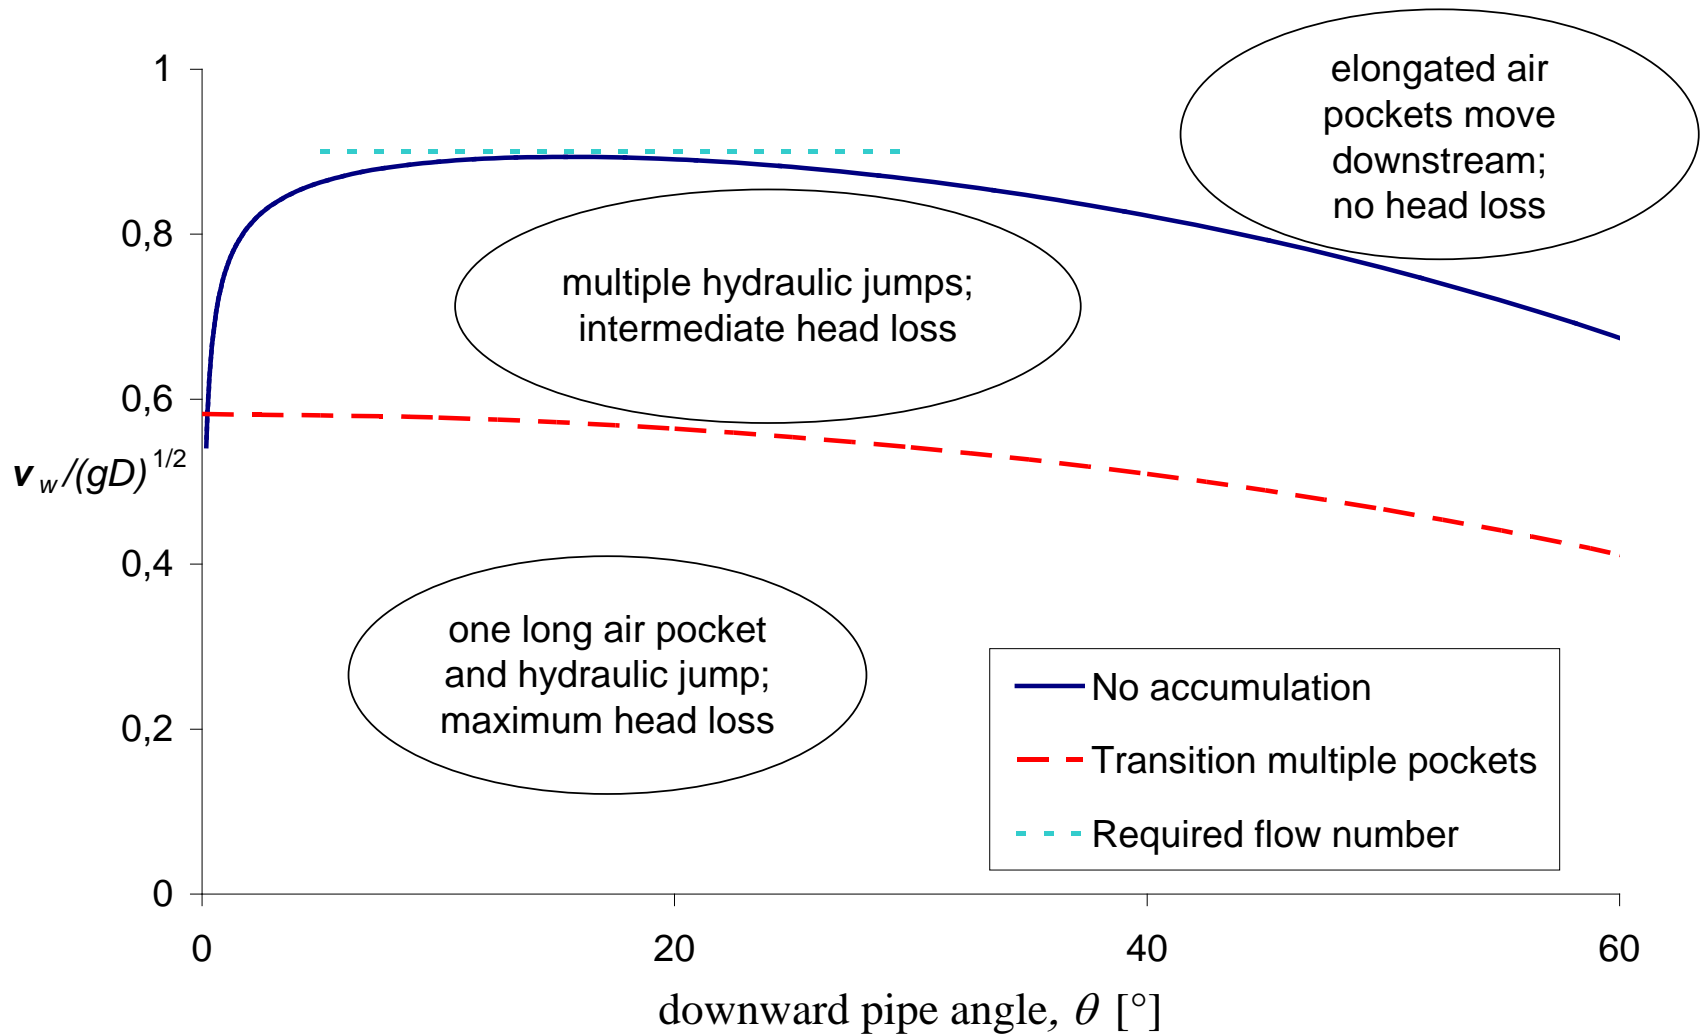 1
0,8
0,6
0,4
0,2
0
v w /(gD) 1/2
elongated air
pockets move
downstream;
no head loss
multiple hydraulic jumps;
intermediate head loss
one long air pocket
and hydraulic jump;
maximum head loss
No accumulation
Transition multiple pockets
Required flow number
0 20 40 60
downward pipe angle, θ [°]